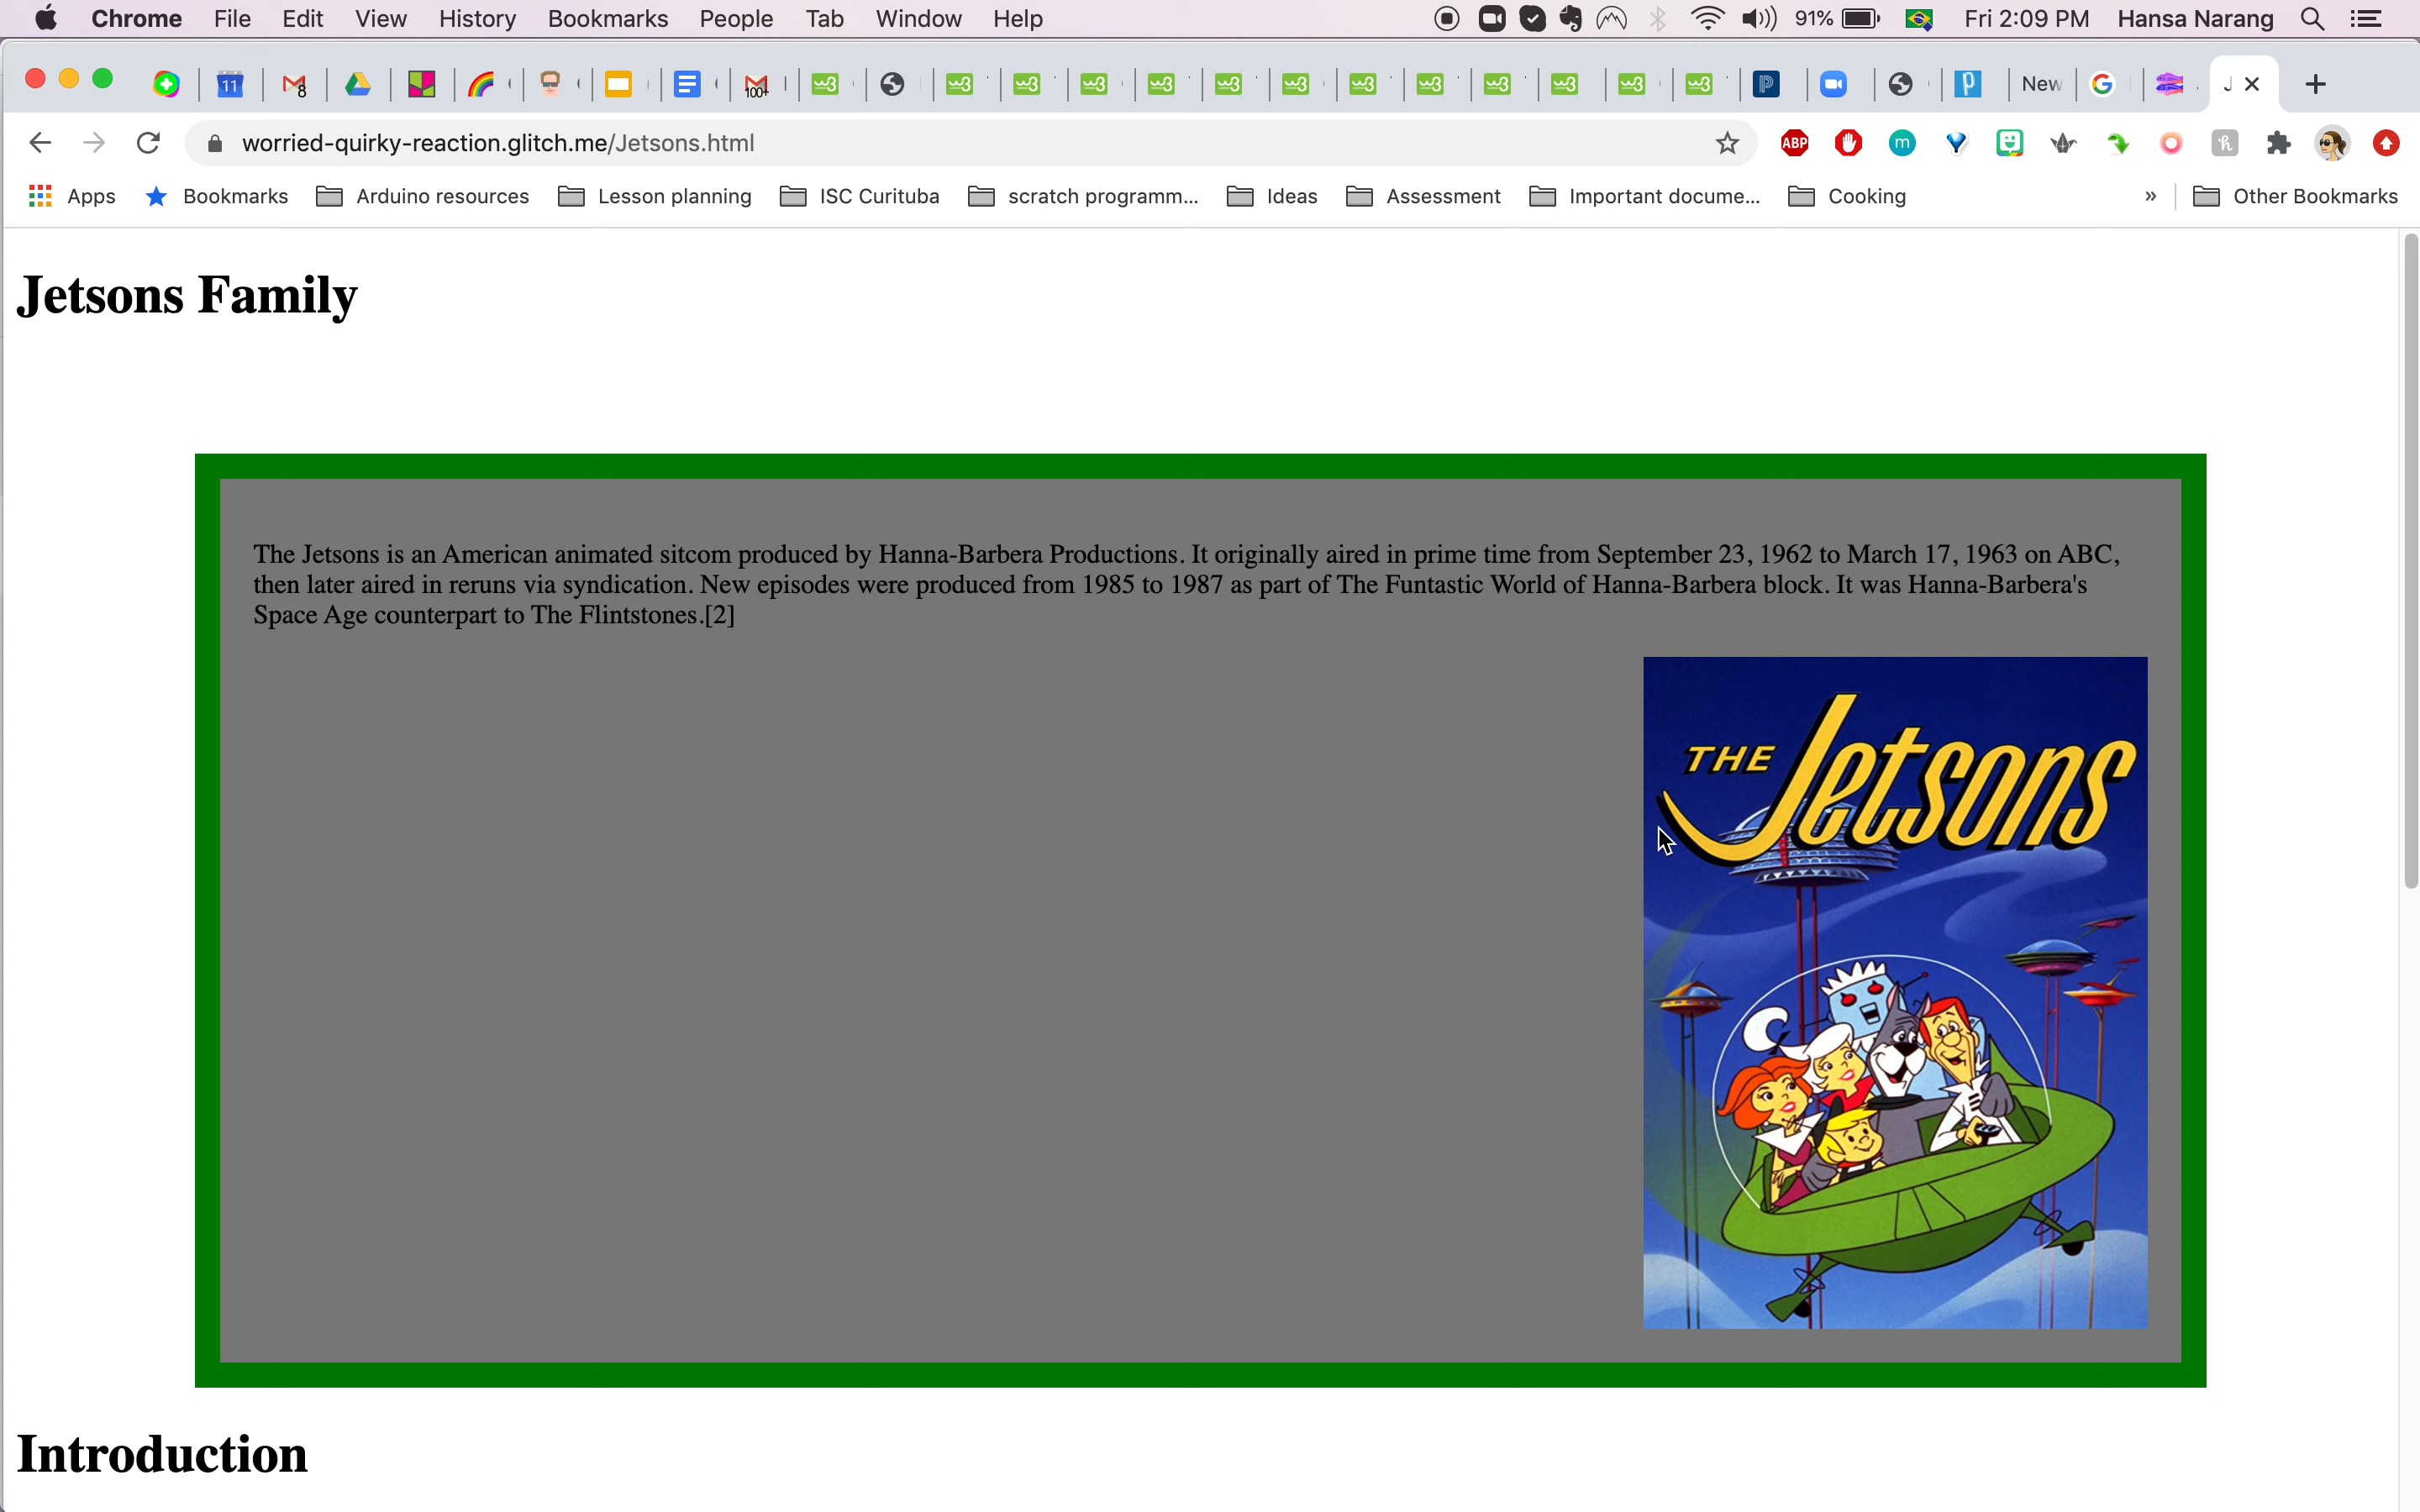 Chrome File Edit View History Bookmarks People Tab Window Help 91% Fri 2:09 PM Hansa Narang
11 8 100+ New J
worried-quirky-reaction.glitch.me/Jetsons.html ABP m
Apps Bookmarks Arduino resources Lesson planning ISC Curituba scratch programm... Ideas Assessment Important docume... Cooking » Other Bookmarks
Jetsons Family
The Jetsons is an American animated sitcom produced by Hanna-Barbera Productions. It originally aired in prime time from September 23, 1962 to March 17, 1963 on ABC,
then later aired in reruns via syndication. New episodes were produced from 1985 to 1987 as part of The Funtastic World of Hanna-Barbera block. It was Hanna-Barbera's
Space Age counterpart to The Flintstones.[2]
THE Jetsons
Introduction